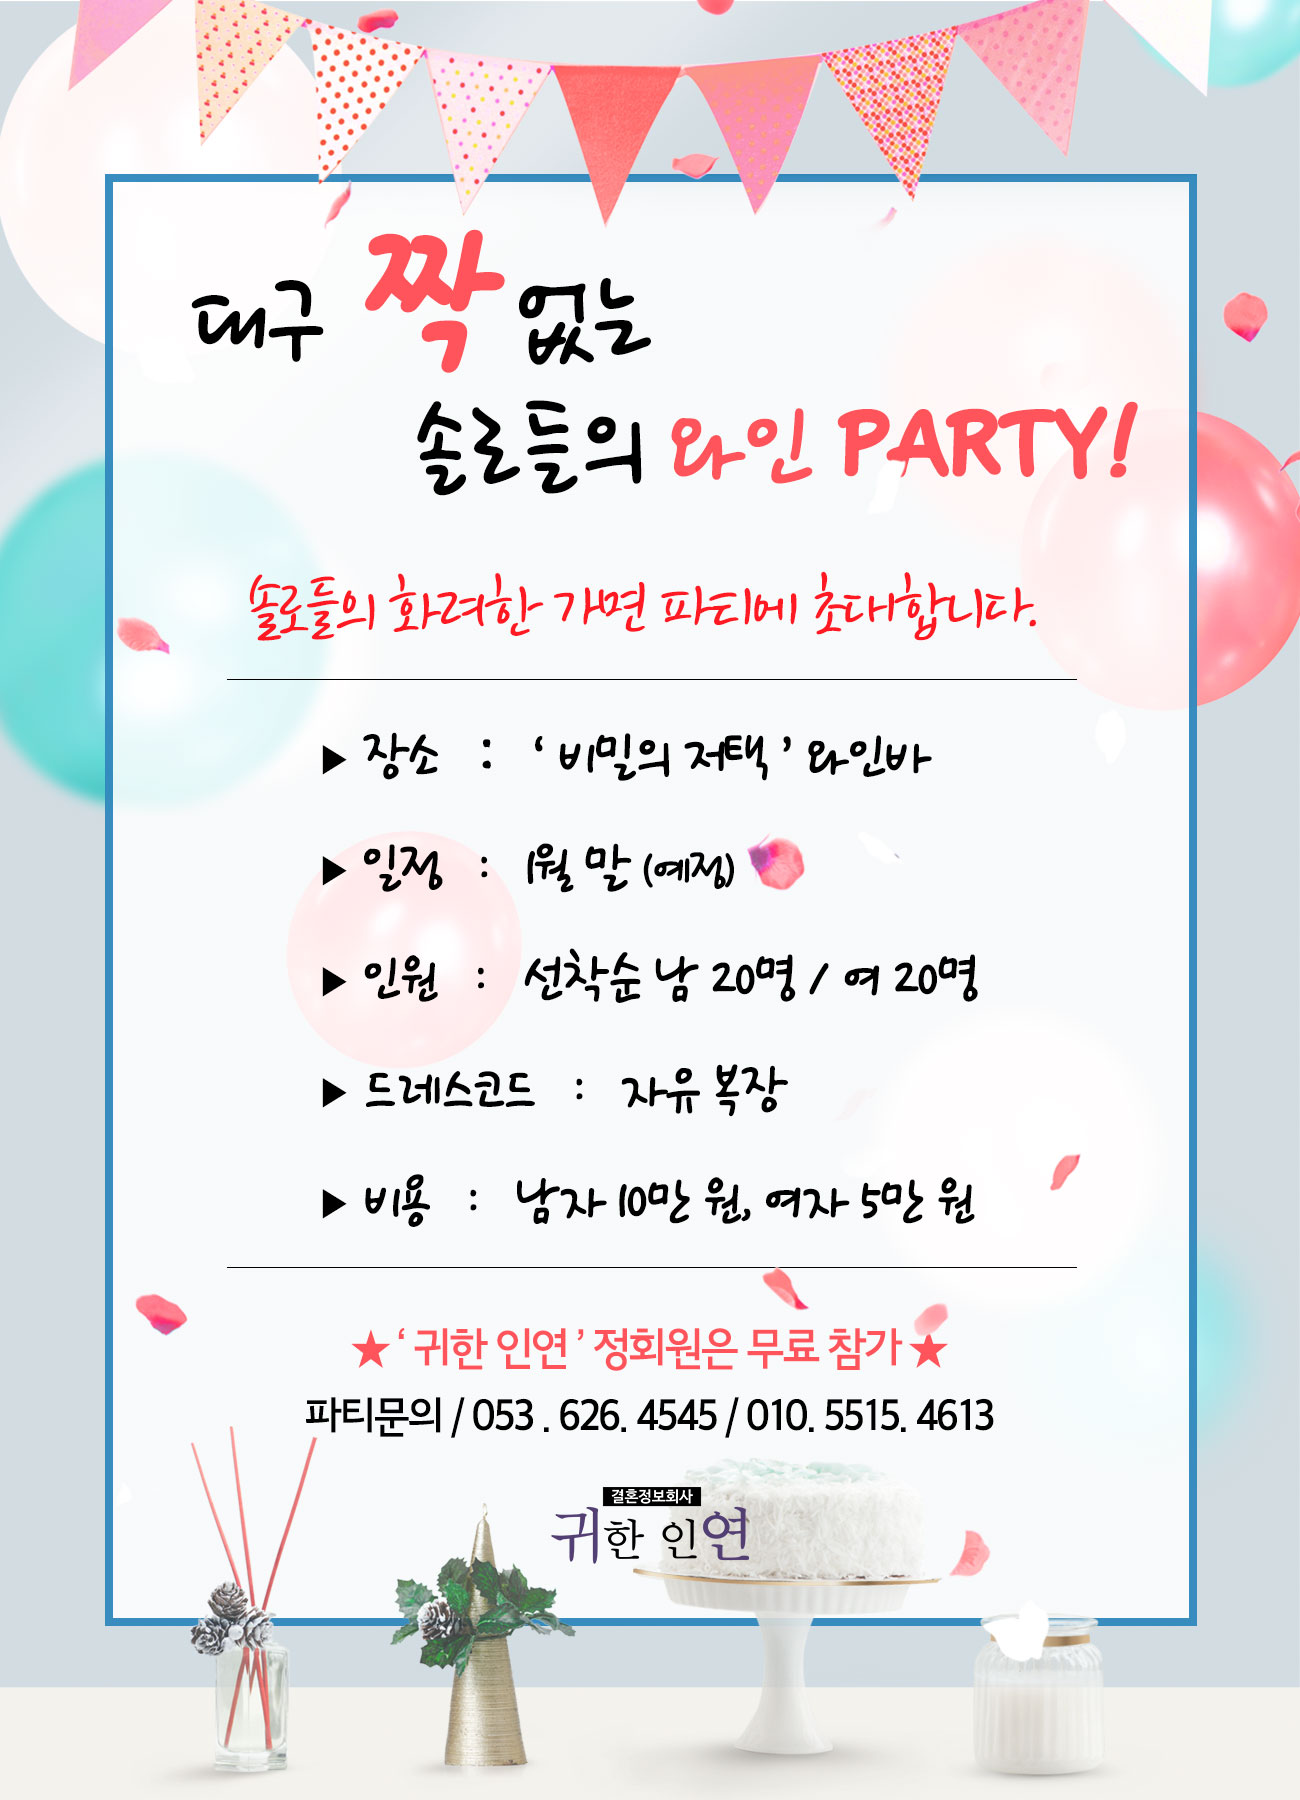 대구 짝 없는
솔로들의 와인 PARTY!
솔로들의 화려한 가면 파티에 초대합니다.
▶ 장소 : ‘ 비밀의 저택 ’ 와인바
▶ 일정 : 1월 말 (예정)
▶ 인원 : 선착순 남 20명 / 여 20명
▶ 드레스코드 : 자유 복장
▶ 비용 : 남자 10만 원, 여자 5만 원
★ ‘ 귀한 인연 ’ 정회원은 무료 참가 ★
파티문의 / 053 . 626. 4545 / 010. 5515. 4613
결혼정보회사
귀한 인연